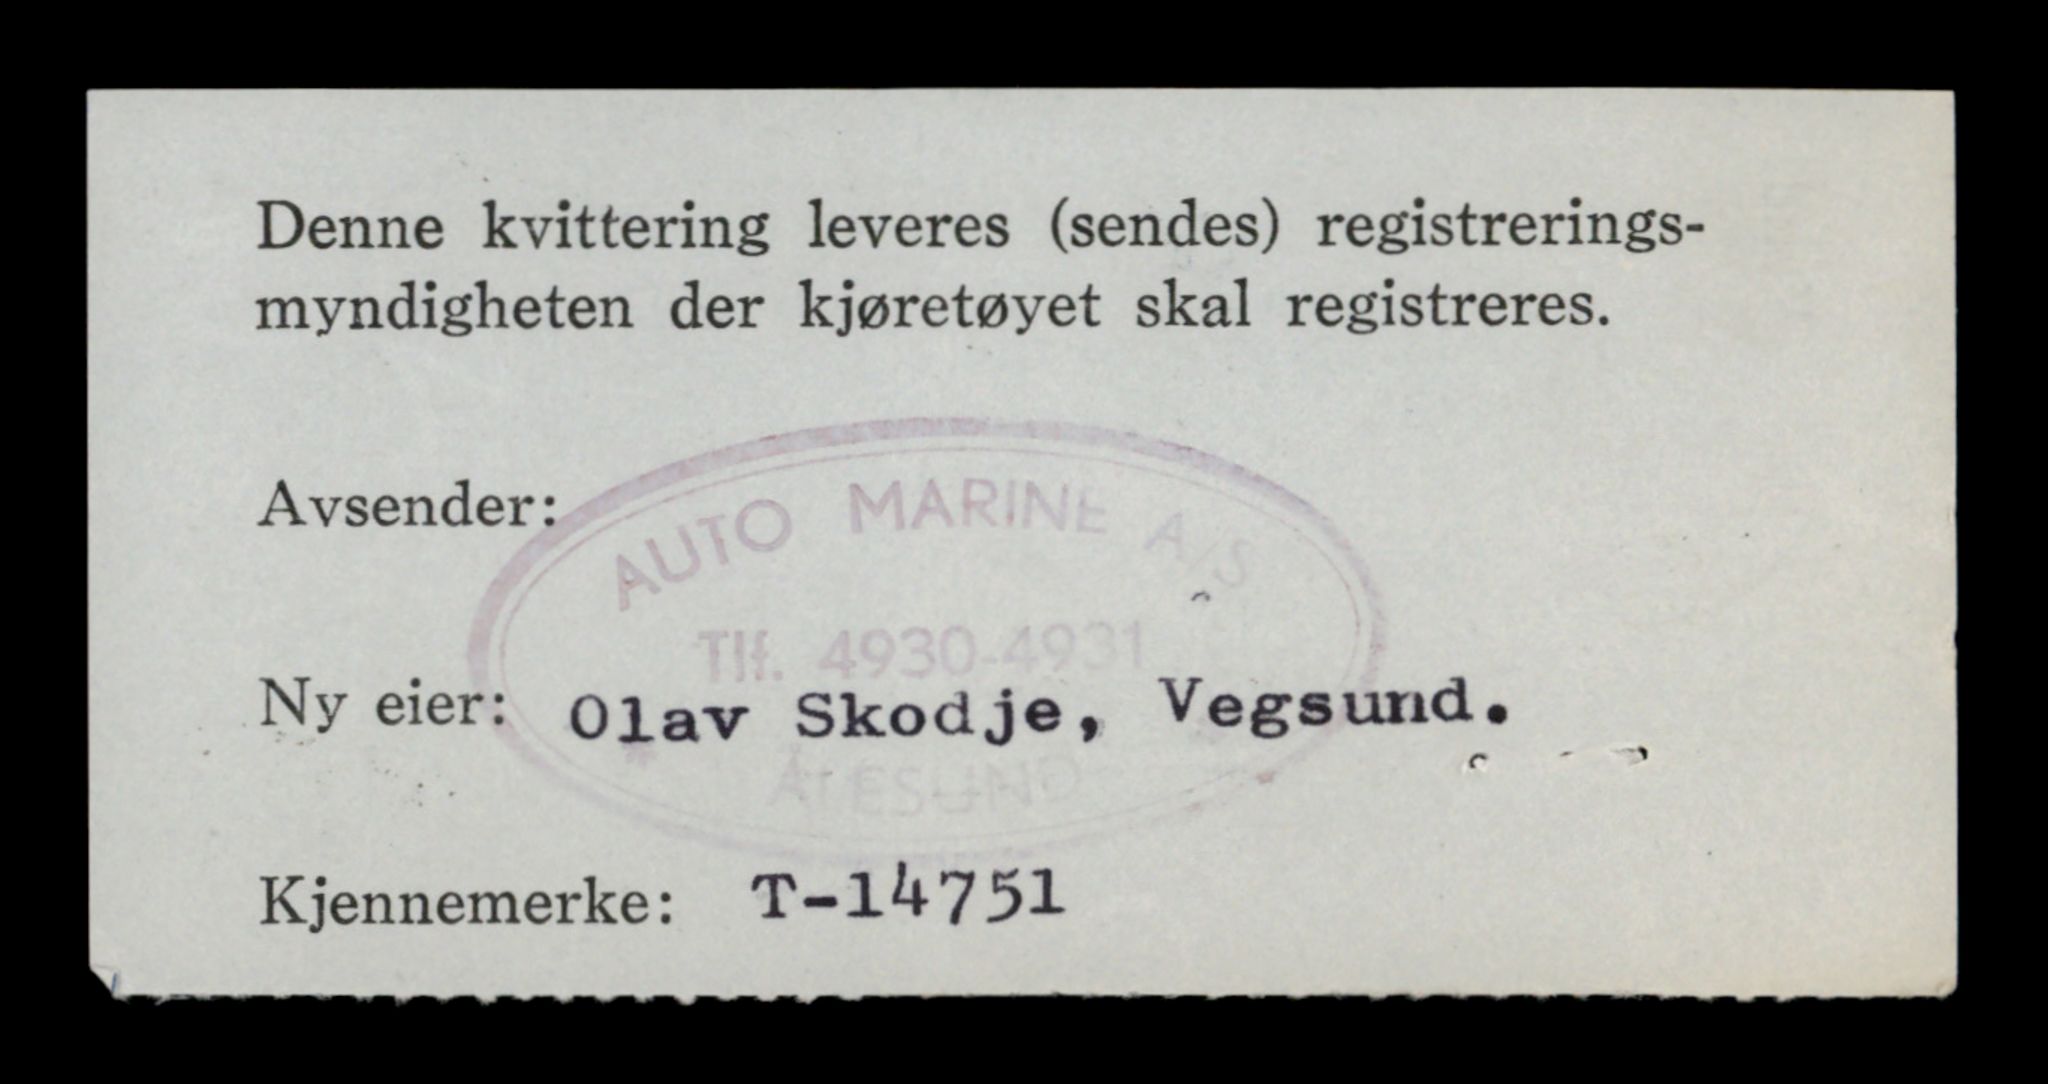 Denne kvittering leveres (sendes) registrerings-
myndigheten der kjøretøyet skal registreres.
Avsender:
AUTO MARINE A/S
Tlf. 4930-4931
ÅLESUND
Ny eier: Olav Skodje, Vegsund.
Kjennemerke: T-14751